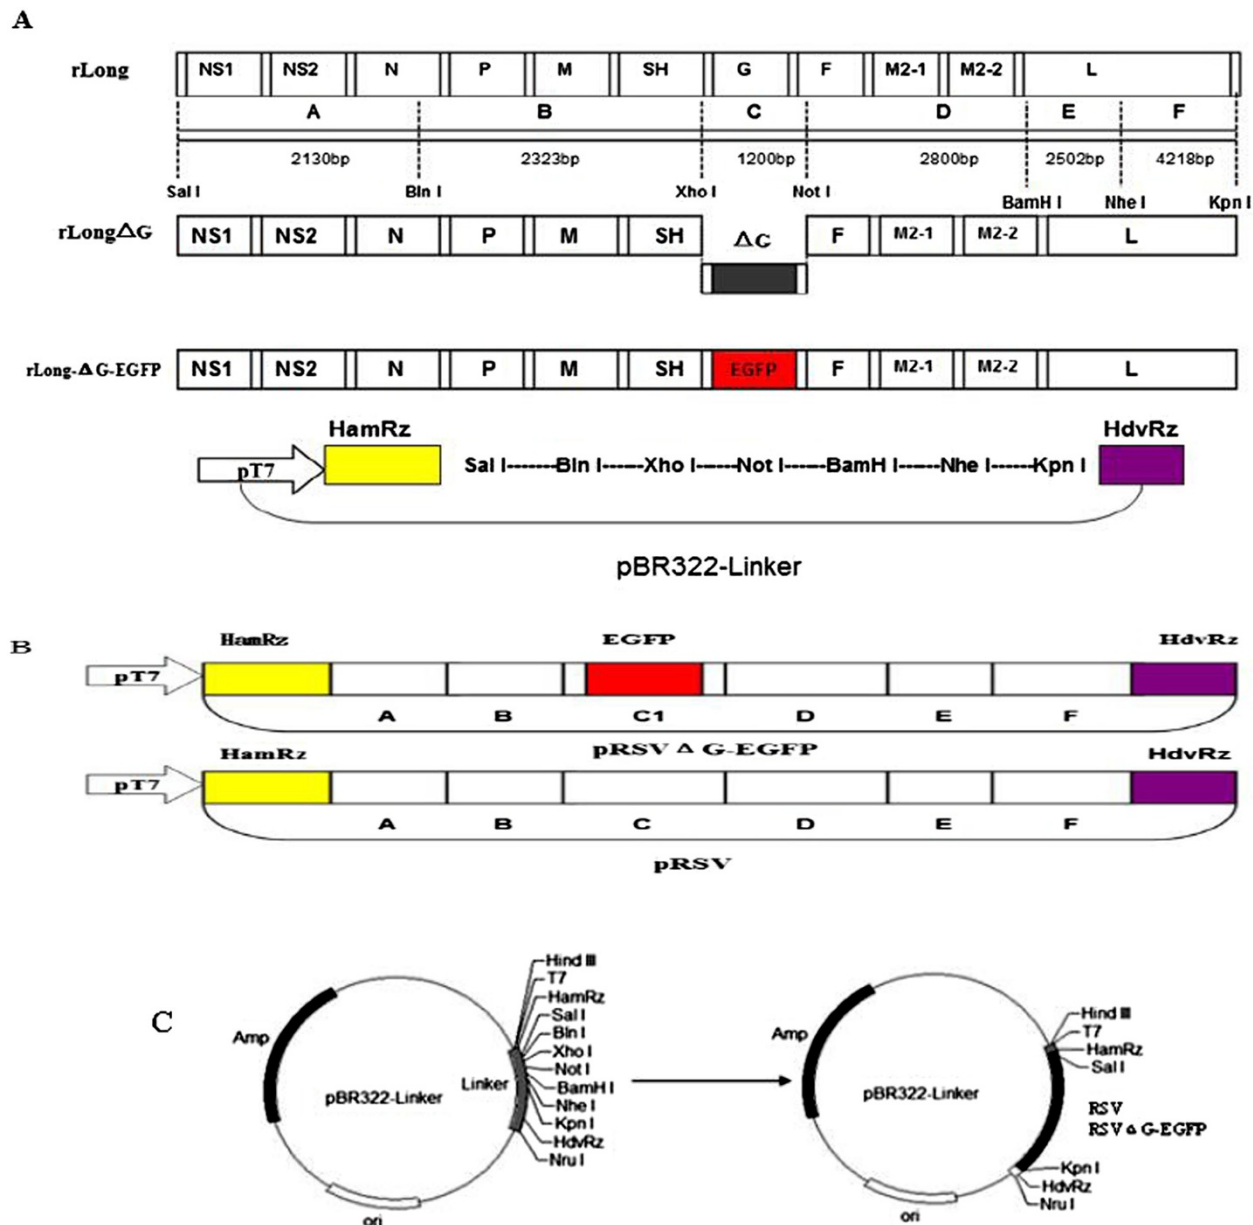 A
rLong NS1 NS2 N P M SH G F M2-1 M2-2 L
A B C D E F
2130bp 2323bp 1200bp 2800bp 2502bp 4218bp
Sal I Bln I Xho I Not I
BamH I Nhe I Kpn I
rLong△G NS1 NS2 N P M SH △G F M2-1 M2-2 L
rLong-△G-EGFP NS1 NS2 N P M SH EGFP F M2-1 M2-2 L
HamRz HdvRz
pT7 Sal I-------Bln I------Xho I------Not I------BamH I------Nhe I------Kpn I
pBR322-Linker
B
HamRz EGFP HdvRz
pT7
A B C1 D E F
pRSV△G-EGFP
HamRz HdvRz
pT7
A B C D E F
pRSV
C
Amp
pBR322-Linker
Linker
ori
Hind III
T7
HamRz
Sal I
Bln I
Xho I
Not I
BamH I
Nhe I
Kpn I
HdvRz
Nru I
Amp
pBR322-Linker
ori
Hind III
T7
HamRz
Sal I
RSV
RSV△G-EGFP
Kpn I
HdvRz
Nru I